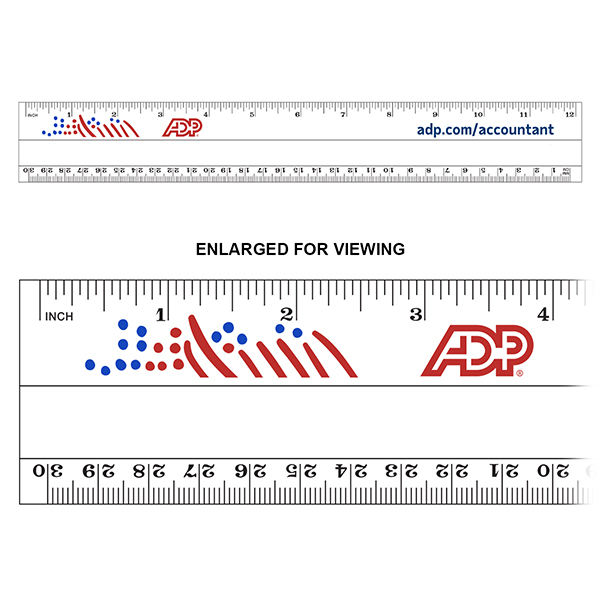 INCH 1 2 3 4 5 6 7 8 9 10 11 12
ADP adp.com/accountant
30 29 28 27 26 25 24 23 22 21 20 19 18 17 16 15 14 13 12 11 10 9 8 7 6 5 4 3 2 1
ENLARGED FOR VIEWING
INCH 1 2 3 4
ADP®
30 29 28 27 26 25 24 23 22 21 20